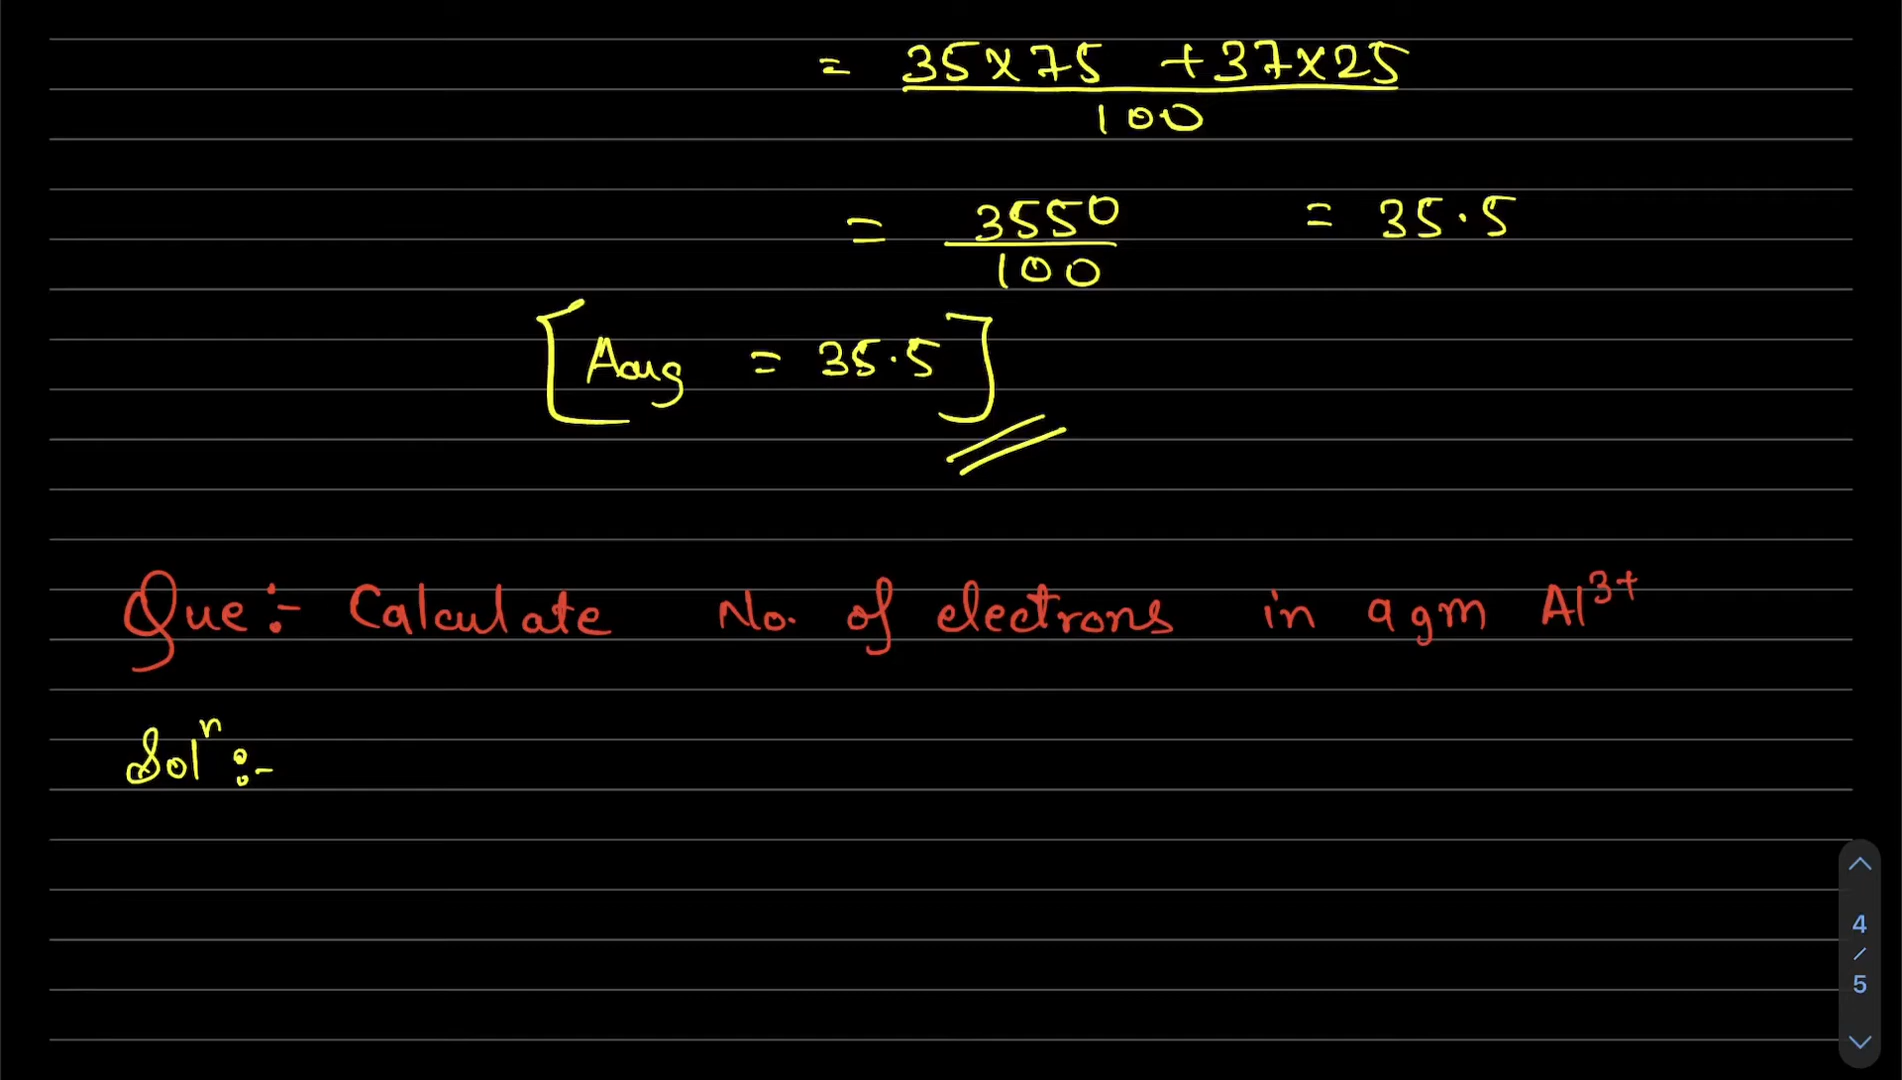 = 35×75 +37×25
100
= 3550 = 35.5
100
[Aavg = 35.5]
Que:- Calculate No. of electrons in 9 gm Al³⁺
Solⁿ :-
4
/
5